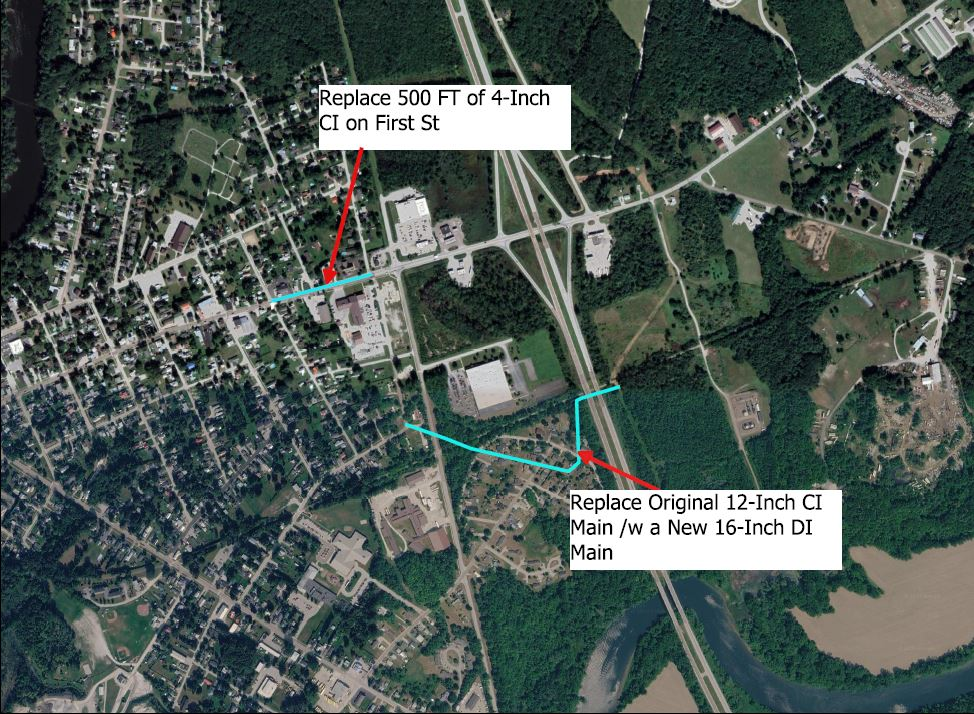 Replace 500 FT of 4-Inch
CI on First St
Replace Original 12-Inch CI
Main /w a New 16-Inch DI
Main